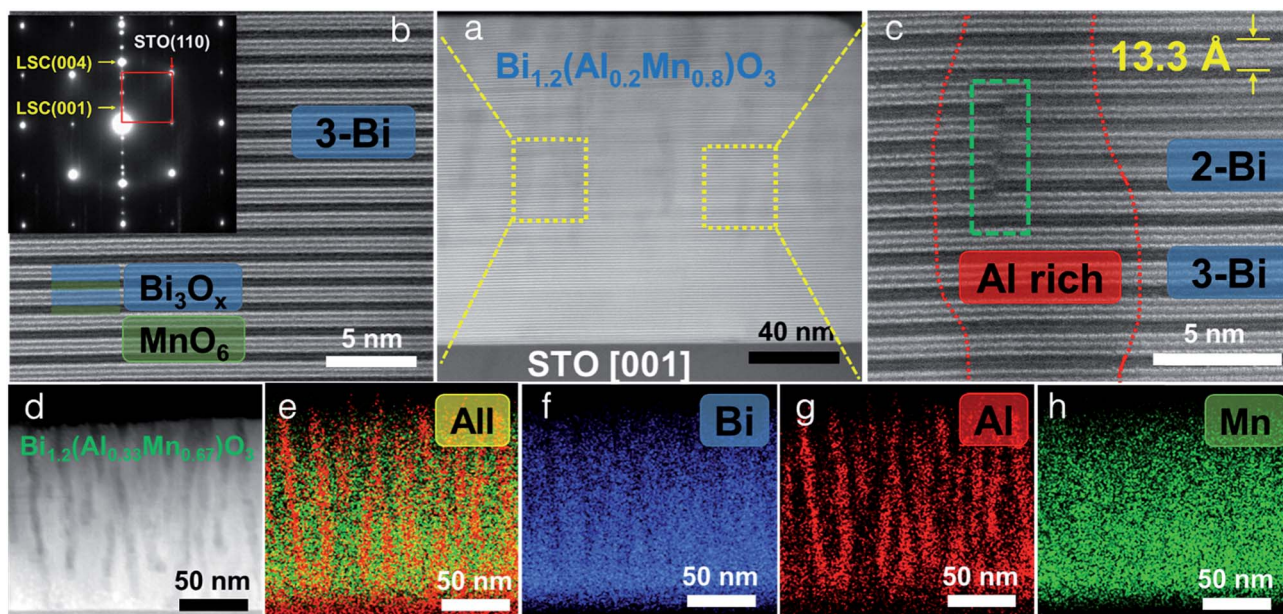 b
LSC(004)
STO(110)
LSC(001)
3-Bi
Bi₃Oₓ
MnO₆
5 nm
a
Bi₁.₂(Al₀.₂Mn₀.₈)O₃
40 nm
STO [001]
c
13.3 Å
2-Bi
Al rich
3-Bi
5 nm
d
Bi₁.₂(Al₀.₃₃Mn₀.₆₇)O₃
50 nm
e
All
50 nm
f
Bi
50 nm
g
Al
50 nm
h
Mn
50 nm